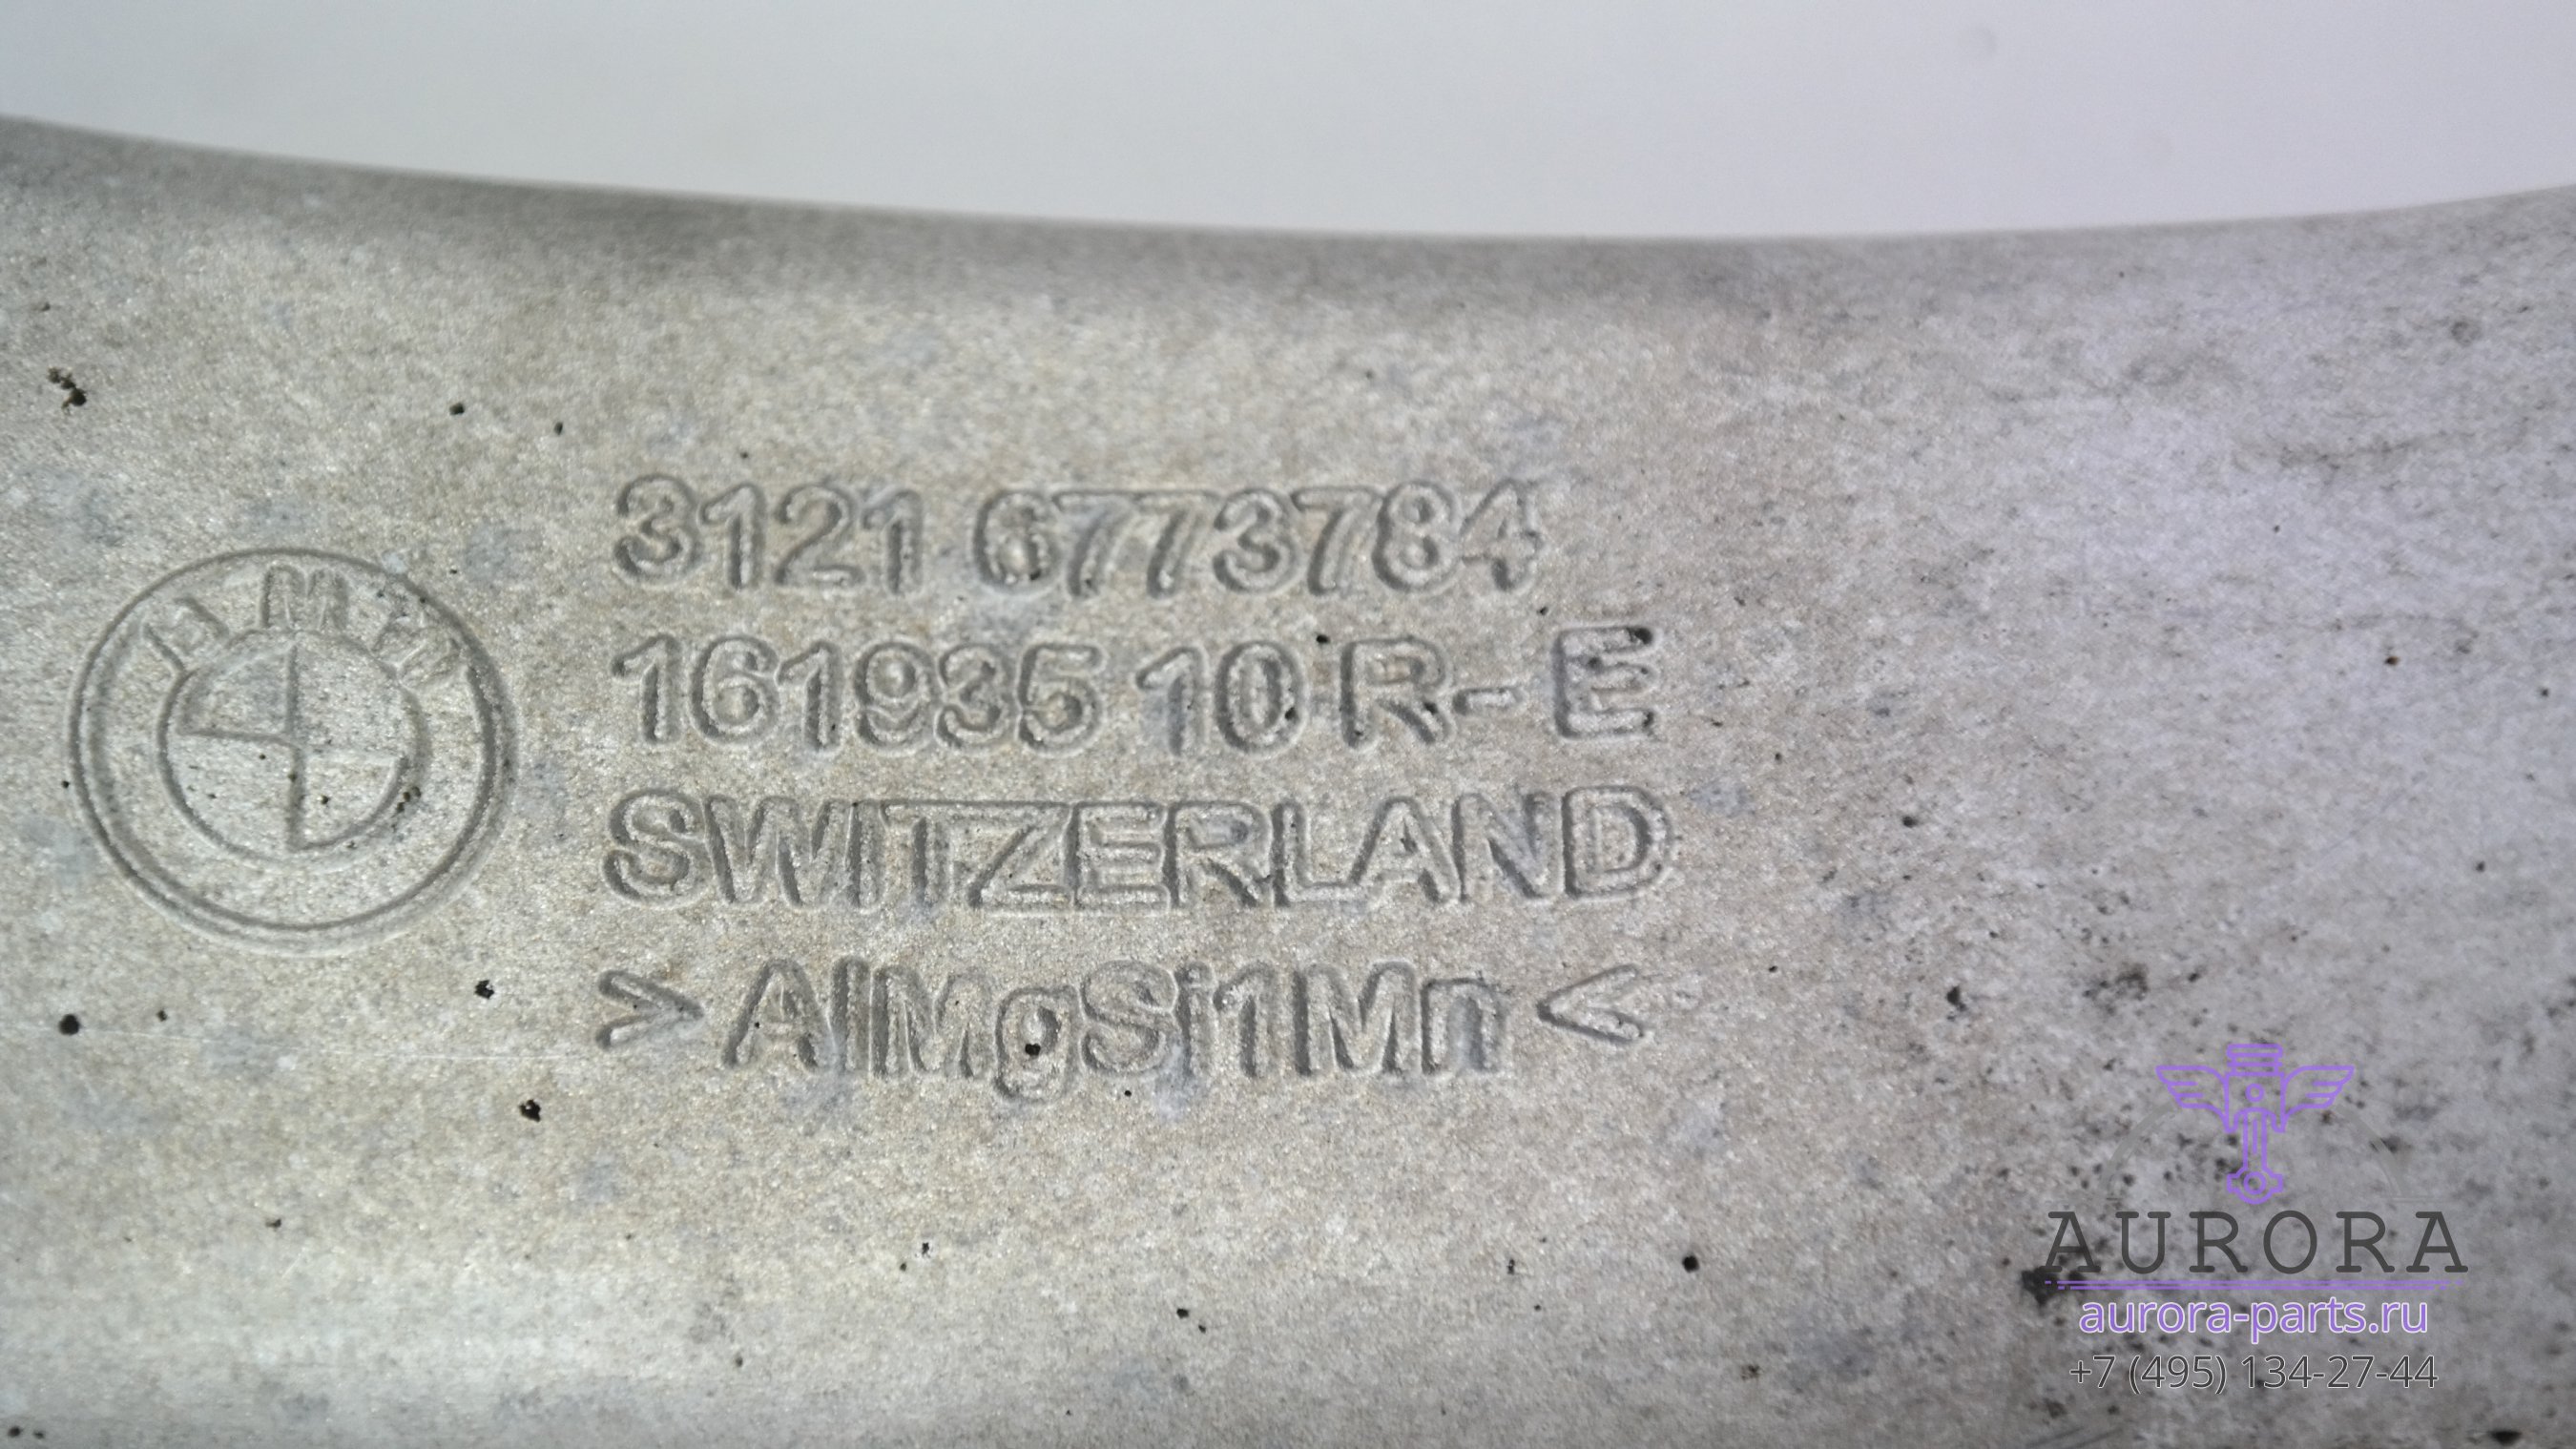 BMW
3121 6773784
161935 10 R-E
SWITZERLAND
>AlMgSi1Mn<
AURORA
aurora-parts.ru
+7 (495) 134-27-44